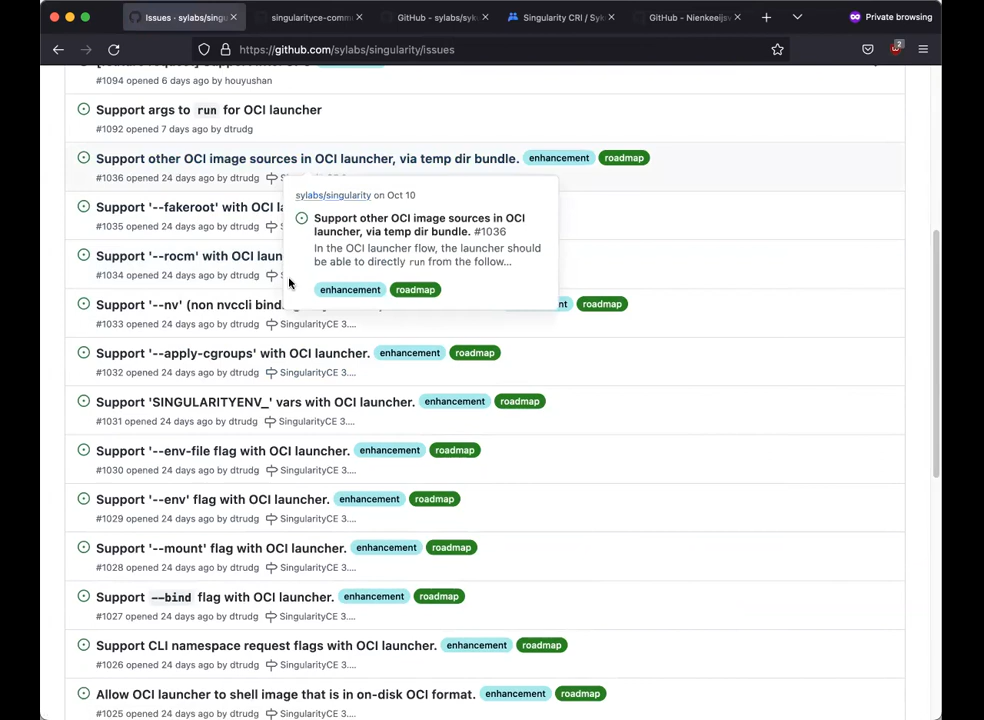 Issues · sylabs/singu
singularityce-comm
GitHub - sylabs/syk
Singularity CRI / Syk
GitHub - Nienkeeijsv
Private browsing
https://github.com/sylabs/singularity/issues
2
#1094 opened 6 days ago by houyushan
Support args to run for OCI launcher
#1092 opened 7 days ago by dtrudg
Support other OCI image sources in OCI launcher, via temp dir bundle. enhancement roadmap
#1036 opened 24 days ago by dtrudg
sylabs/singularity on Oct 10
Support other OCI image sources in OCI
launcher, via temp dir bundle. #1036
In the OCI launcher flow, the launcher should
be able to directly run from the follow...
enhancement roadmap
Support '--fakeroot' with OCI l
#1035 opened 24 days ago by dtrudg
Support '--rocm' with OCI laun
#1034 opened 24 days ago by dtrudg
Support '--nv' (non nvccli bind roadmap
#1033 opened 24 days ago by dtrudg SingularityCE 3....
Support '--apply-cgroups' with OCI launcher. enhancement roadmap
#1032 opened 24 days ago by dtrudg SingularityCE 3....
Support 'SINGULARITYENV_' vars with OCI launcher. enhancement roadmap
#1031 opened 24 days ago by dtrudg SingularityCE 3....
Support '--env-file flag with OCI launcher. enhancement roadmap
#1030 opened 24 days ago by dtrudg SingularityCE 3....
Support '--env' flag with OCI launcher. enhancement roadmap
#1029 opened 24 days ago by dtrudg SingularityCE 3....
Support '--mount' flag with OCI launcher. enhancement roadmap
#1028 opened 24 days ago by dtrudg SingularityCE 3....
Support --bind flag with OCI launcher. enhancement roadmap
#1027 opened 24 days ago by dtrudg SingularityCE 3....
Support CLI namespace request flags with OCI launcher. enhancement roadmap
#1026 opened 24 days ago by dtrudg SingularityCE 3....
Allow OCI launcher to shell image that is in on-disk OCI format. enhancement roadmap
#1025 opened 24 days ago by dtrudg SingularityCE 3....